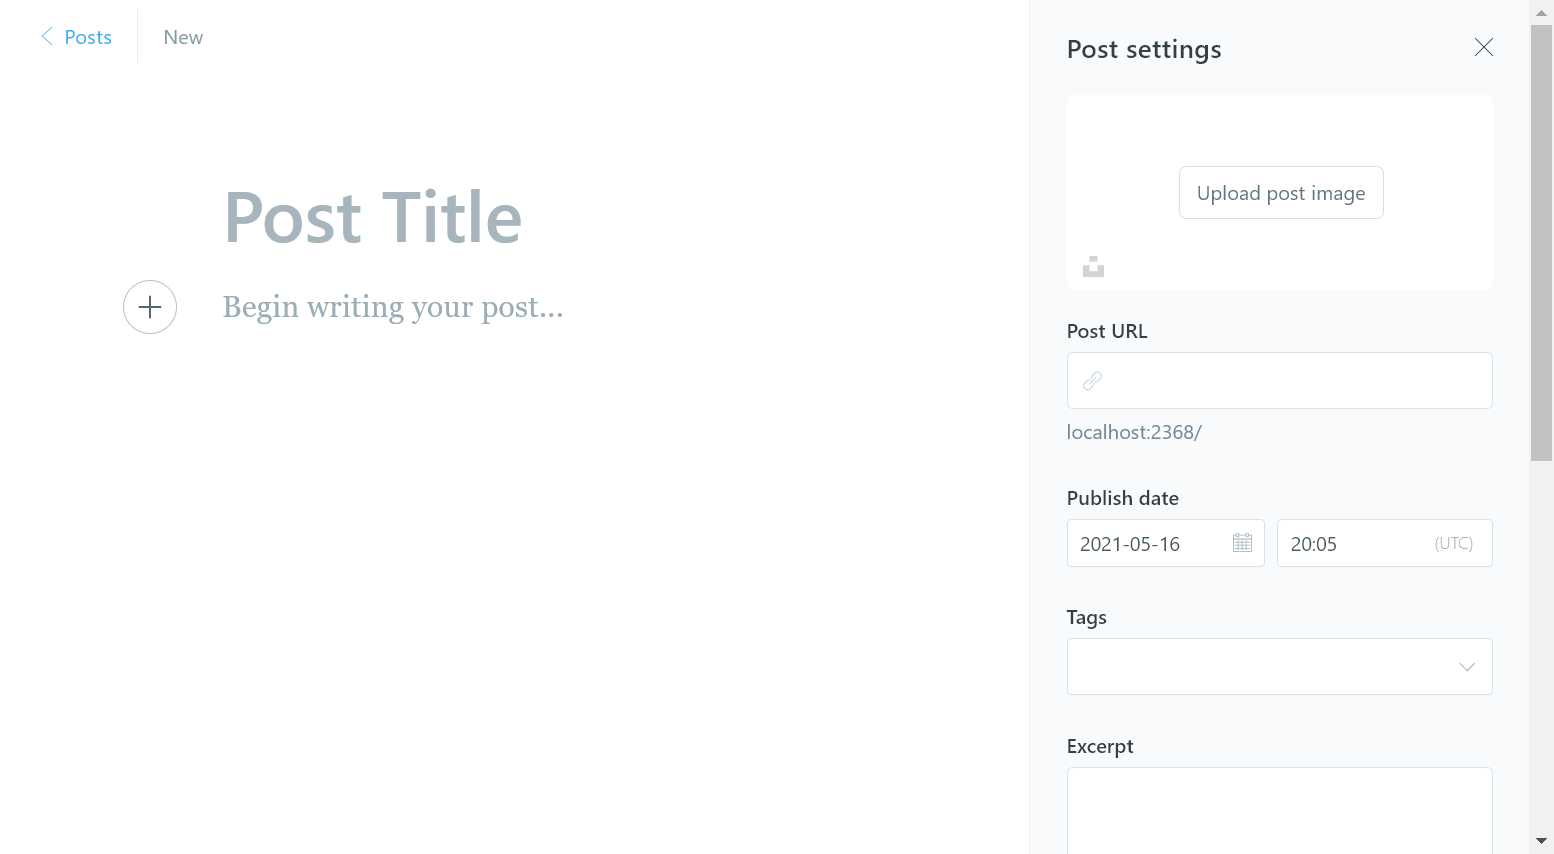 Posts
New
Post Title
Begin writing your post...
Post settings
Upload post image
Post URL
localhost:2368/
Publish date
2021-05-16
20:05 (UTC)
Tags
Excerpt